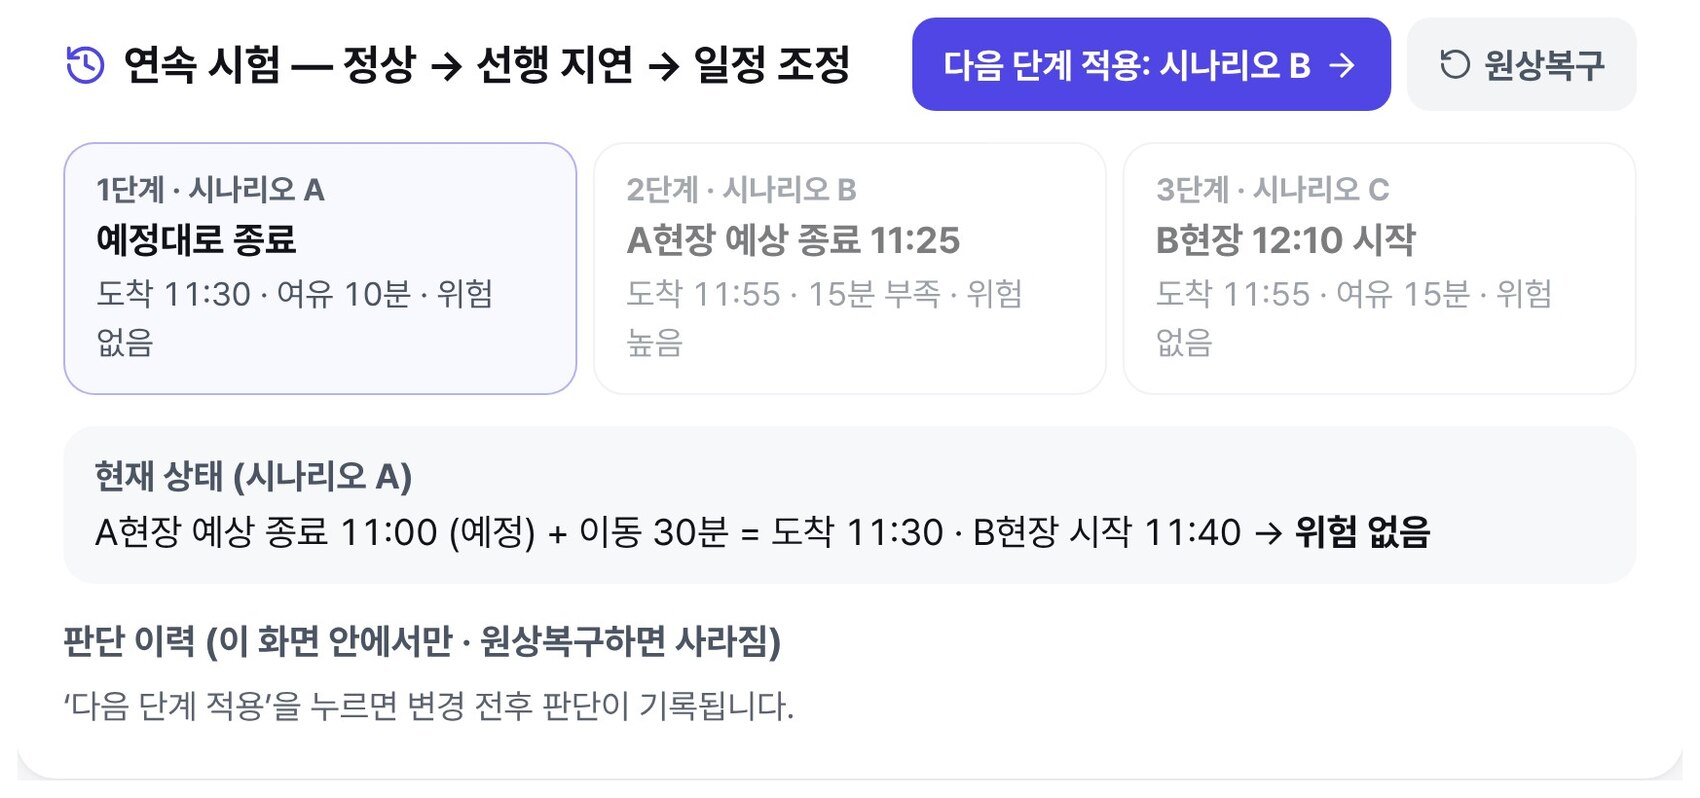 연속 시험 — 정상 → 선행 지연 → 일정 조정
다음 단계 적용: 시나리오 B →
원상복구
1단계 · 시나리오 A
예정대로 종료
도착 11:30 · 여유 10분 · 위험
없음
2단계 · 시나리오 B
A현장 예상 종료 11:25
도착 11:55 · 15분 부족 · 위험
높음
3단계 · 시나리오 C
B현장 12:10 시작
도착 11:55 · 여유 15분 · 위험
없음
현재 상태 (시나리오 A)
A현장 예상 종료 11:00 (예정) + 이동 30분 = 도착 11:30 · B현장 시작 11:40 → 위험 없음
판단 이력 (이 화면 안에서만 · 원상복구하면 사라짐)
‘다음 단계 적용’을 누르면 변경 전후 판단이 기록됩니다.